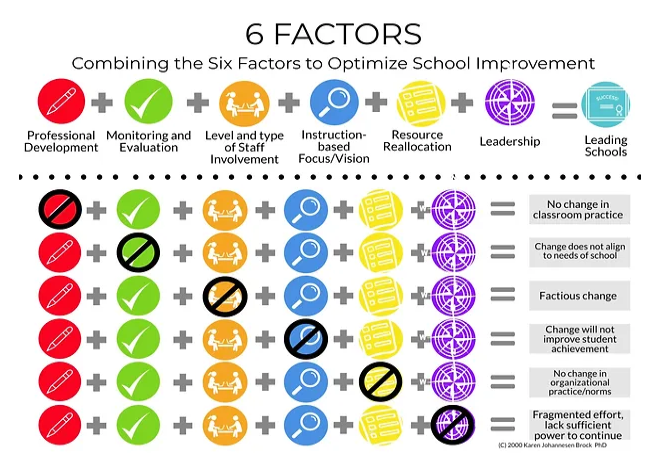 6 FACTORS
Combining the Six Factors to Optimize School Improvement
SUCCESS
Professional
Development
Monitoring and
Evaluation
Level and type
of Staff
Involvement
Instruction-
based
Focus/Vision
Resource
Reallocation
Leadership
Leading
Schools
No change in
classroom practice
Change does not align
to needs of school
Factious change
Change will not
improve student
achievement
No change in
organizational
practice/norms
Fragmented effort,
lack sufficient
power to continue
(C) 2000 Karen Johannesen Brock PhD